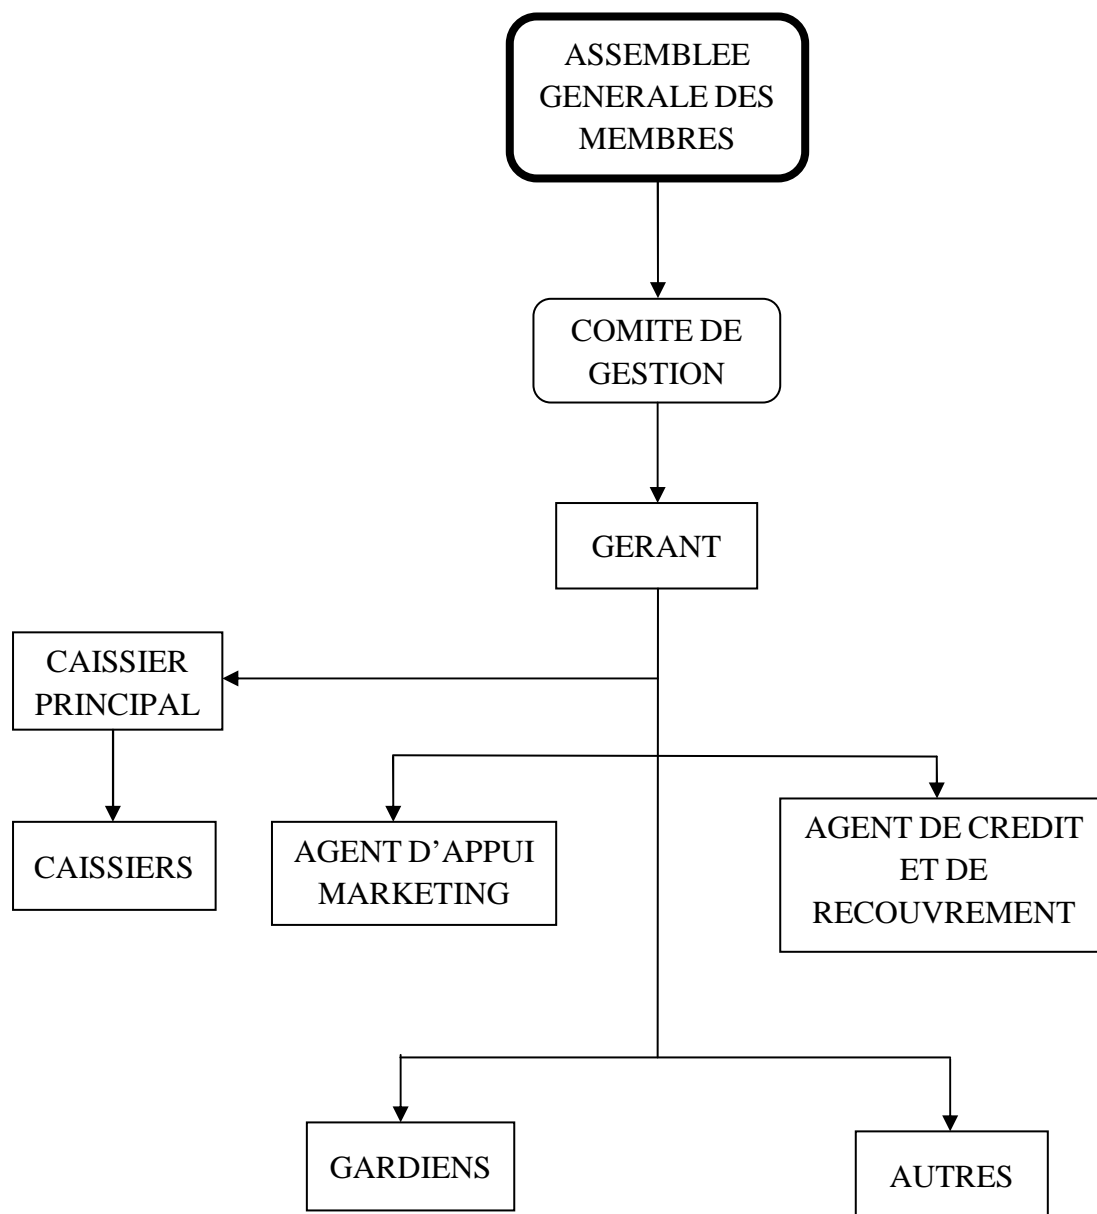 ASSEMBLEE
GENERALE DES
MEMBRES
COMITE DE
GESTION
GERANT
CAISSIER
PRINCIPAL
CAISSIERS
AGENT D’APPUI
MARKETING
AGENT DE CREDIT
ET DE
RECOUVREMENT
GARDIENS
AUTRES